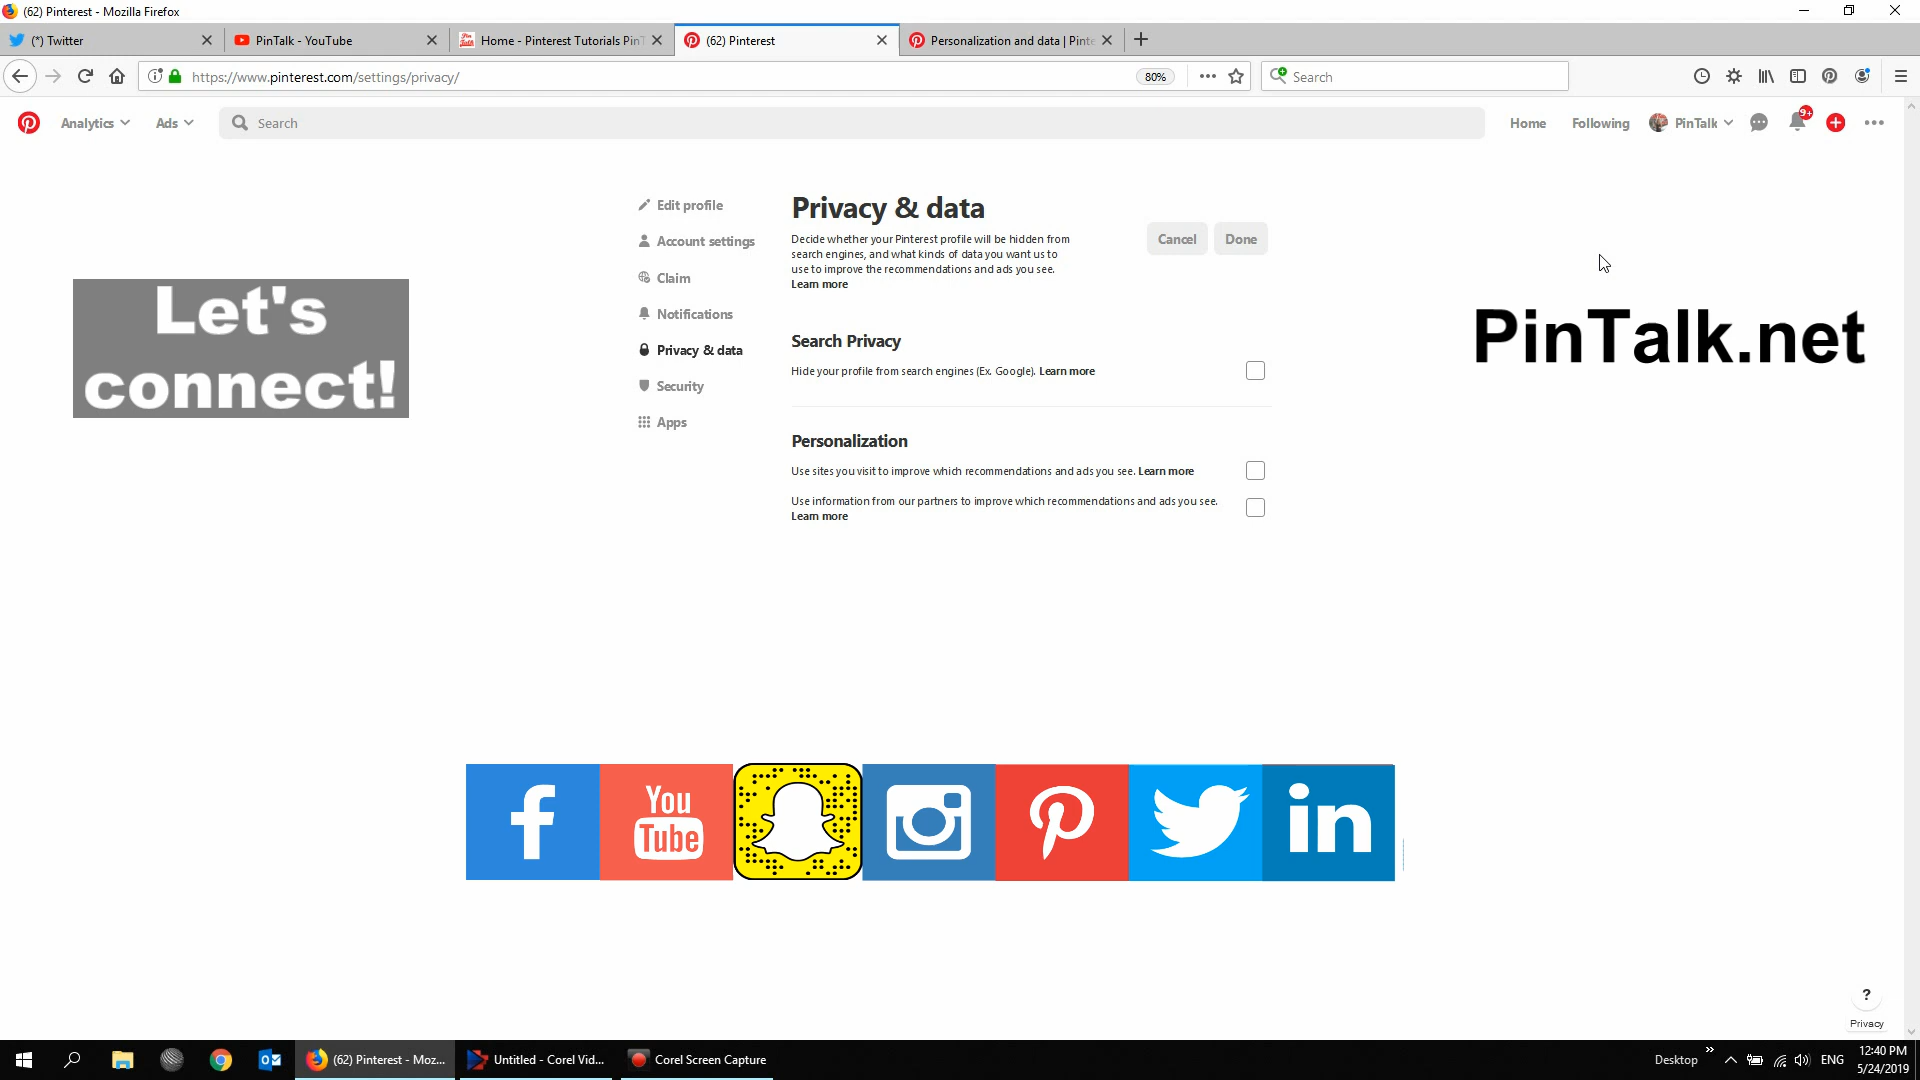 (62) Pinterest - Mozilla Firefox
(*) Twitter
PinTalk - YouTube
Home - Pinterest Tutorials PinT
(62) Pinterest
Personalization and data | Pinte
https://www.pinterest.com/settings/privacy/
80%
Search
Analytics
Ads
Search
Home
Following
PinTalk
9+
Edit profile
Account settings
Claim
Notifications
Privacy & data
Security
Apps
Privacy & data
Decide whether your Pinterest profile will be hidden from
search engines, and what kinds of data you want us to
use to improve the recommendations and ads you see.
Learn more
Cancel
Done
Search Privacy
Hide your profile from search engines (Ex. Google). Learn more
Personalization
Use sites you visit to improve which recommendations and ads you see. Learn more
Use information from our partners to improve which recommendations and ads you see.
Learn more
Let's
connect!
PinTalk.net
f
You
Tube
in
?
Privacy
(62) Pinterest - Moz...
Untitled - Corel Vid...
Corel Screen Capture
Desktop
ENG
12:40 PM
5/24/2019